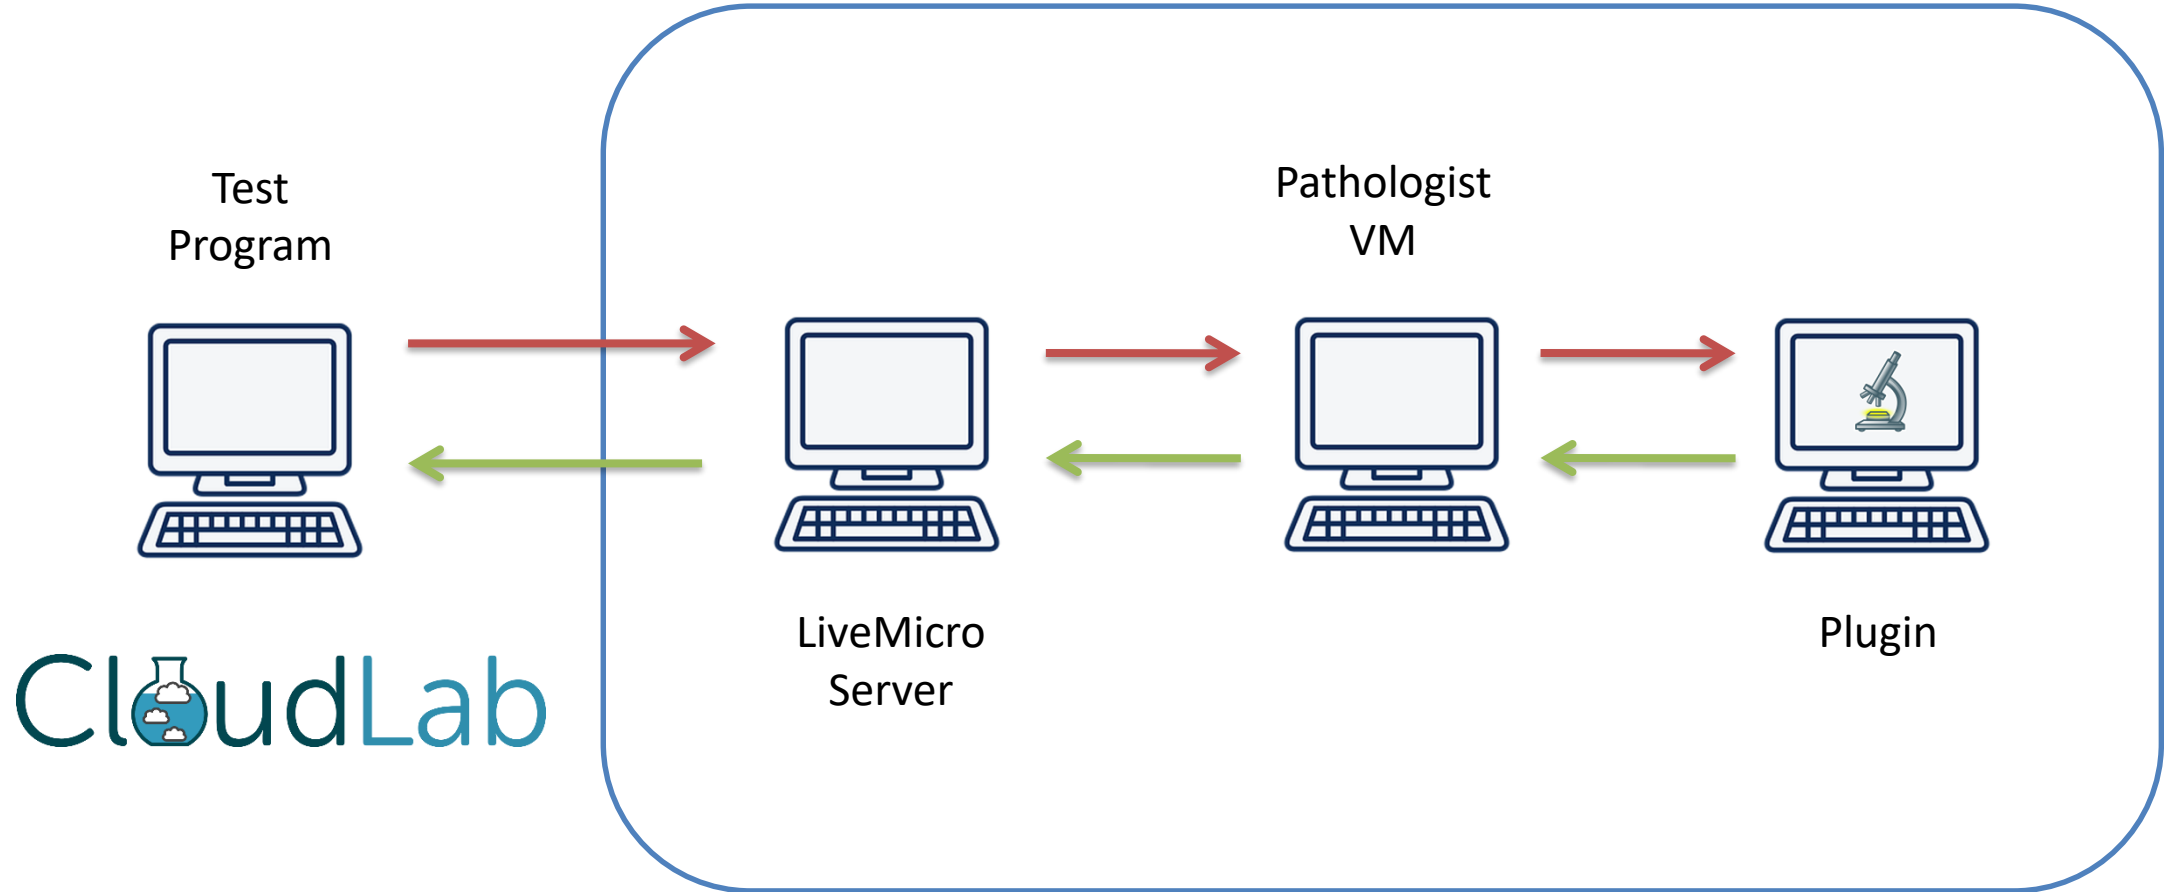 Test
Program
Pathologist
VM
LiveMicro
Server
Plugin
CloudLab